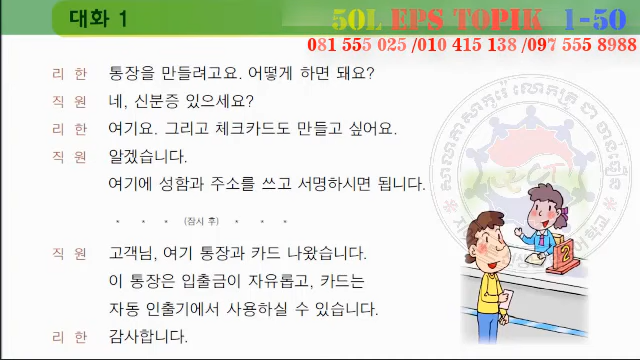 대화 1
50L EPS TOPIK 1-50
081 555 025 /010 415 138 /097 555 8988
리 한 통장을 만들려고요. 어떻게 하면 돼요?
직 원 네, 신분증 있으세요?
리 한 여기요. 그리고 체크카드도 만들고 싶어요.
직 원 알겠습니다.
여기에 성함과 주소를 쓰고 서명하시면 됩니다.
* * * (잠시 후) * * *
직 원 고객님, 여기 통장과 카드 나왔습니다.
이 통장은 입출금이 자유롭고, 카드는
자동 인출기에서 사용하실 수 있습니다.
리 한 감사합니다.
2